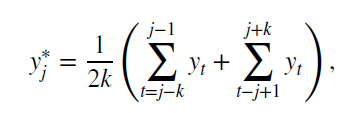 y_j^* = \frac{1}{2k} \left( \sum_{t=j-k}^{j-1} y_t + \sum_{t-j+1}^{j+k} y_t \right),